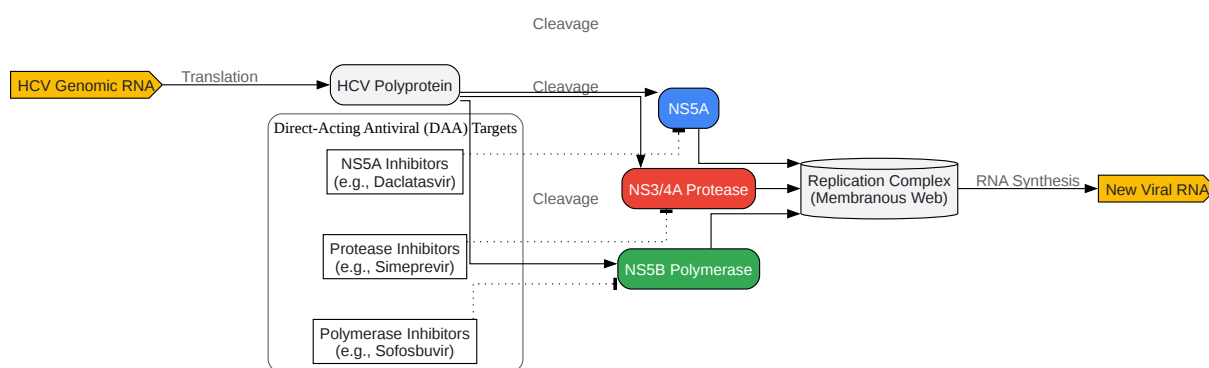 Cleavage
HCV Genomic RNA
Translation
HCV Polyprotein
Cleavage
NS5A
Direct-Acting Antiviral (DAA) Targets
NS5A Inhibitors
(e.g., Daclatasvir)
Cleavage
NS3/4A Protease
Replication Complex
(Membranous Web)
RNA Synthesis
New Viral RNA
Protease Inhibitors
(e.g., Simeprevir)
NS5B Polymerase
Polymerase Inhibitors
(e.g., Sofosbuvir)